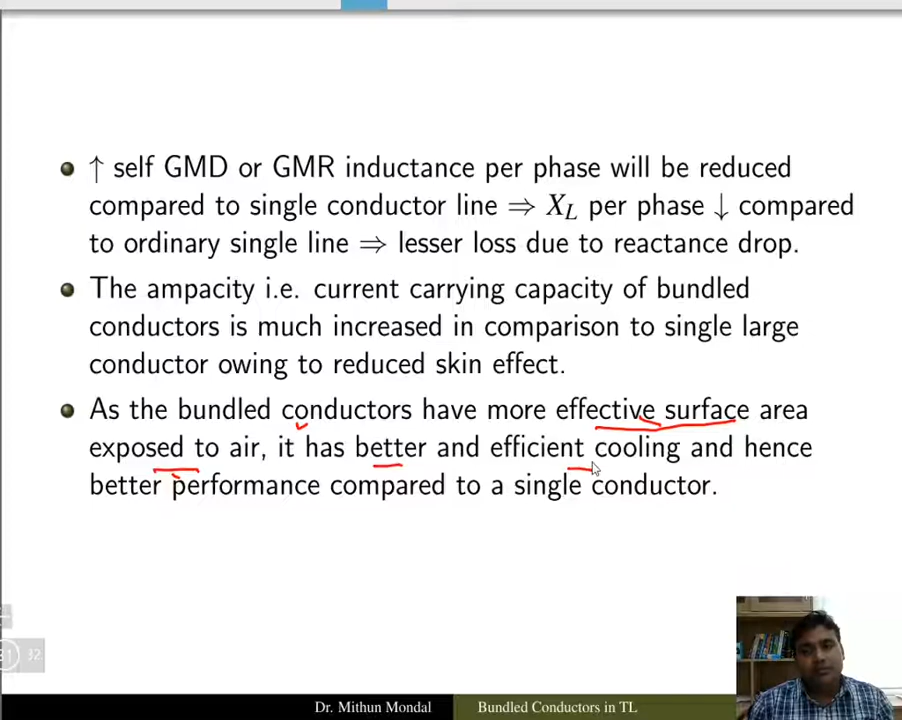 ↑ self GMD or GMR inductance per phase will be reduced
compared to single conductor line ⇒ X_L per phase ↓ compared
to ordinary single line ⇒ lesser loss due to reactance drop.
The ampacity i.e. current carrying capacity of bundled
conductors is much increased in comparison to single large
conductor owing to reduced skin effect.
As the bundled conductors have more effective surface area
exposed to air, it has better and efficient cooling and hence
better performance compared to a single conductor.
31 32
Dr. Mithun Mondal Bundled Conductors in TL